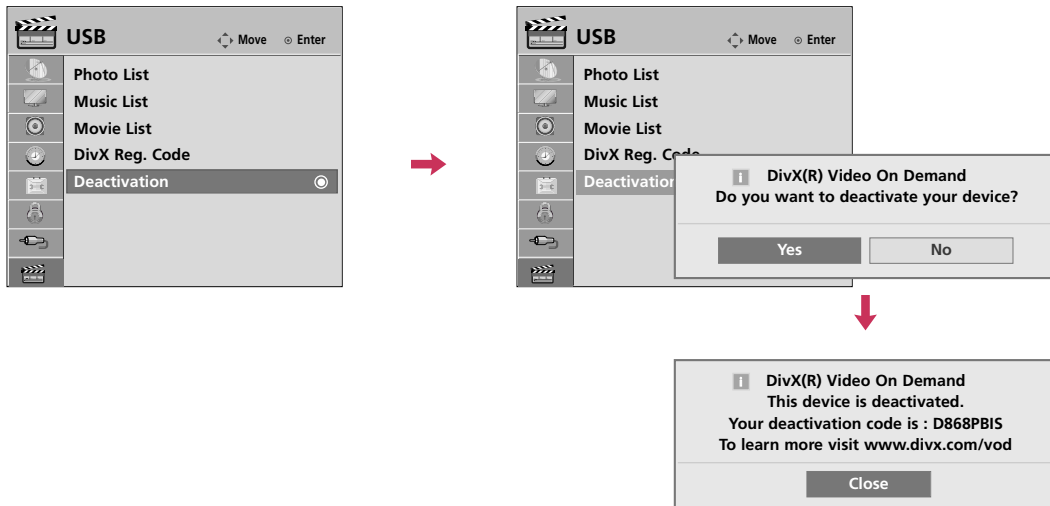 USB Move Enter
Photo List
Music List
Movie List
DivX Reg. Code
Deactivation
USB Move Enter
Photo List
Music List
Movie List
DivX Reg. Code
Deactivation
i DivX(R) Video On Demand
Do you want to deactivate your device?
Yes No
i DivX(R) Video On Demand
This device is deactivated.
Your deactivation code is : D868PBIS
To learn more visit www.divx.com/vod
Close